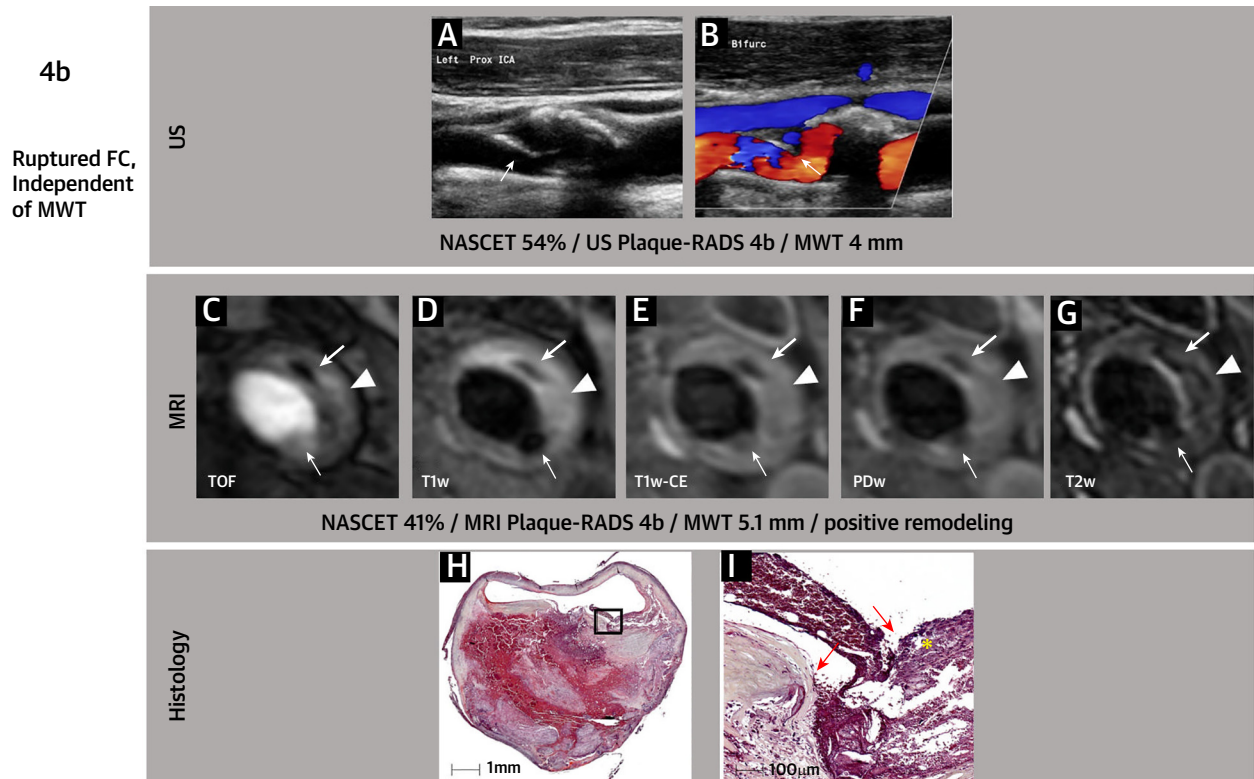 4b
Ruptured FC,
Independent
of MWT
US
A
Left Prox ICA
B
Bifurc
NASCET 54% / US Plaque-RADS 4b / MWT 4 mm
MRI
C
TOF
D
T1w
E
T1w-CE
F
PDw
G
T2w
NASCET 41% / MRI Plaque-RADS 4b / MWT 5.1 mm / positive remodeling
Histology
H
1mm
I
*
100μm